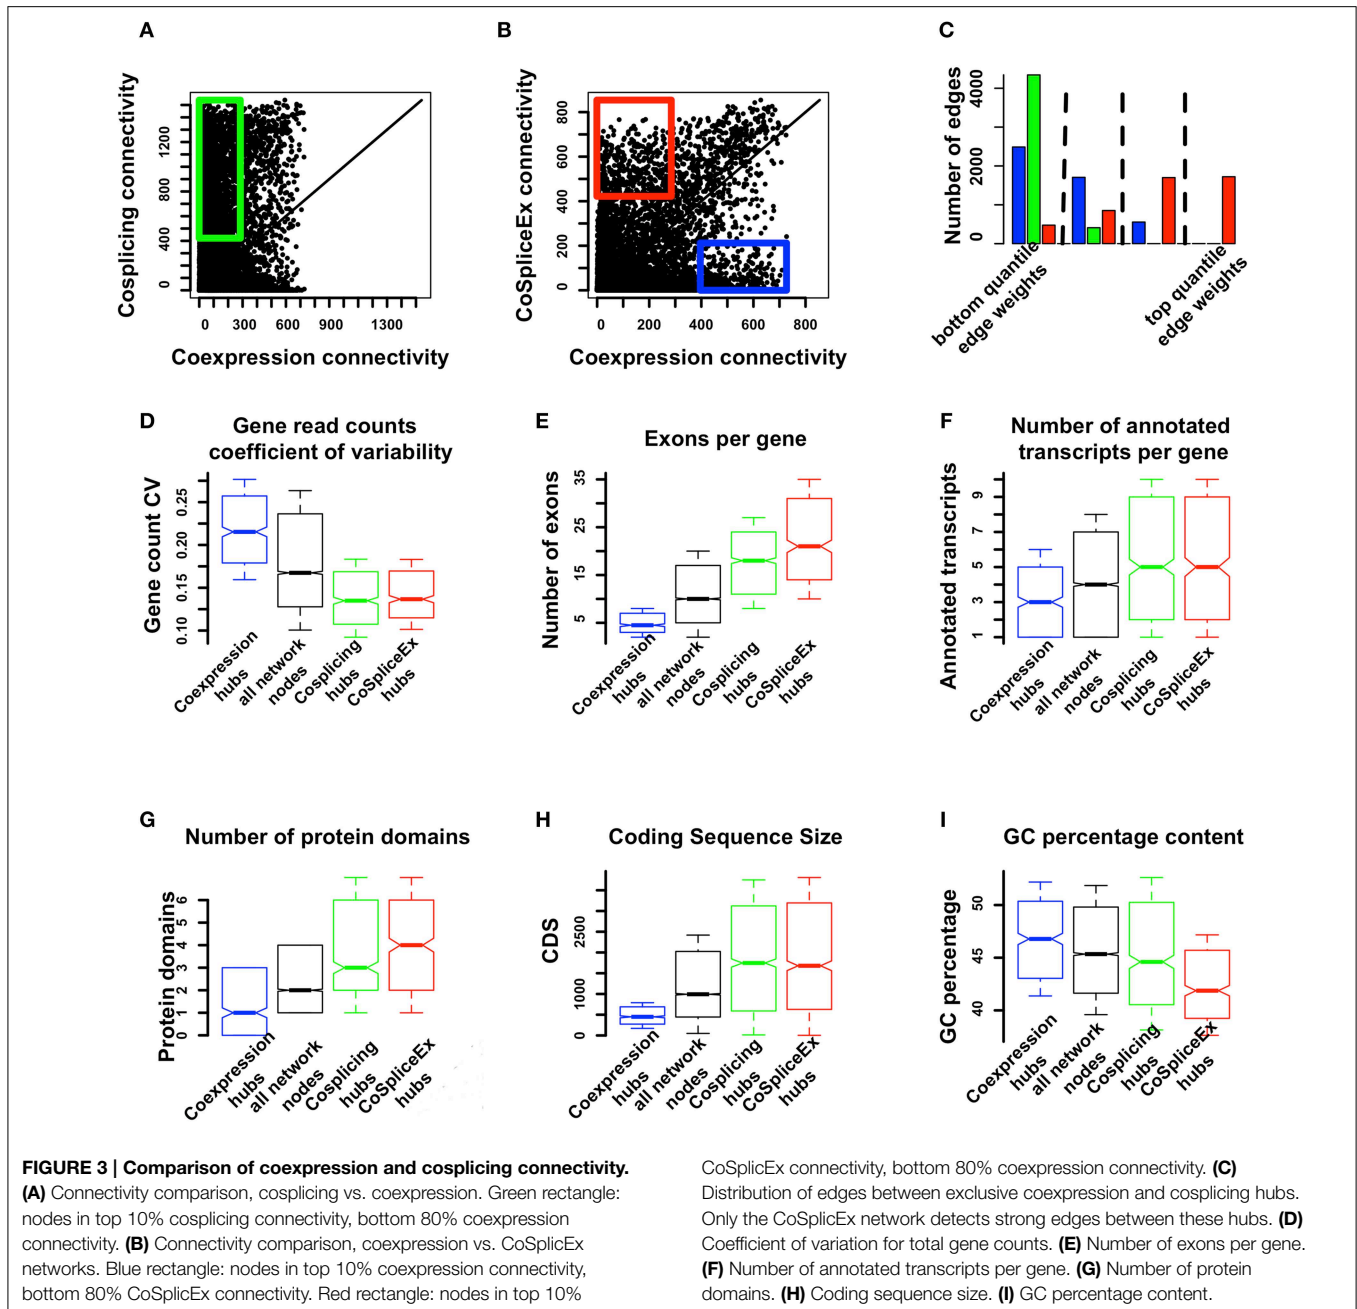 A
Cosplicing connectivity
0 400 800 1200
0 300 600 900 1300
Coexpression connectivity
B
CoSpliceEx connectivity
0 200 400 600 800
0 200 400 600 800
Coexpression connectivity
C
Number of edges
0 2000 4000
bottom quantile
edge weights
top quantile
edge weights
D
Gene read counts
coefficient of variability
Gene count CV
0.10 0.15 0.20 0.25
Coexpression
hubs
all network
nodes
Cosplicing
hubs
CoSpliceEx
hubs
E
Exons per gene
Number of exons
5 15 25 35
Coexpression
hubs
all network
nodes
Cosplicing
hubs
CoSpliceEx
hubs
F
Number of annotated
transcripts per gene
Annotated transcripts
1 3 5 7 9
Coexpression
hubs
all network
nodes
Cosplicing
hubs
CoSpliceEx
hubs
G
Number of protein domains
Protein domains
0 1 2 3 4 5 6
Coexpression
hubs
all network
nodes
Cosplicing
hubs
CoSpliceEx
hubs
H
Coding Sequence Size
CDS
0 1000 2500
Coexpression
hubs
all network
nodes
Cosplicing
hubs
CoSpliceEx
hubs
I
GC percentage content
GC percentage
40 45 50
Coexpression
hubs
all network
nodes
Cosplicing
hubs
CoSpliceEx
hubs
FIGURE 3 | Comparison of coexpression and cosplicing connectivity.
(A) Connectivity comparison, cosplicing vs. coexpression. Green rectangle:
nodes in top 10% cosplicing connectivity, bottom 80% coexpression
connectivity. (B) Connectivity comparison, coexpression vs. CoSplicEx
networks. Blue rectangle: nodes in top 10% coexpression connectivity,
bottom 80% CoSplicEx connectivity. Red rectangle: nodes in top 10%
CoSplicEx connectivity, bottom 80% coexpression connectivity. (C)
Distribution of edges between exclusive coexpression and cosplicing hubs.
Only the CoSplicEx network detects strong edges between these hubs. (D)
Coefficient of variation for total gene counts. (E) Number of exons per gene.
(F) Number of annotated transcripts per gene. (G) Number of protein
domains. (H) Coding sequence size. (I) GC percentage content.